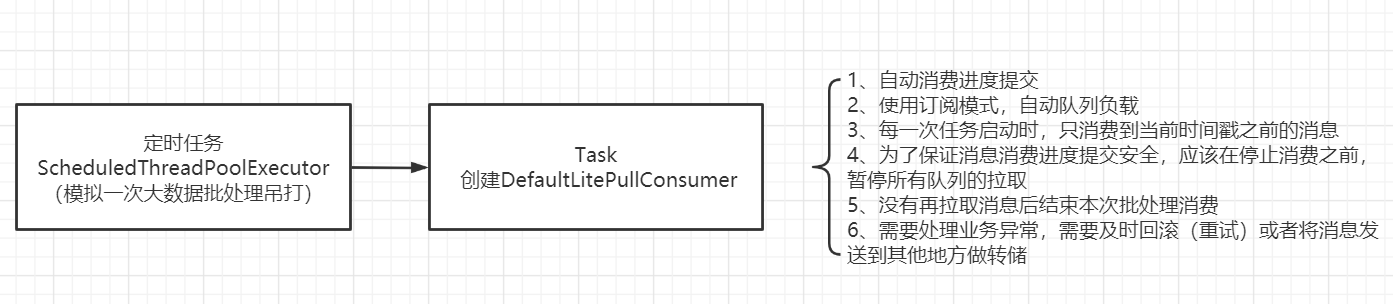 定时任务
ScheduledThreadPoolExecutor
（模拟一次大数据批处理吊打）
Task
创建DefaultLitePullConsumer
1、自动消费进度提交
2、使用订阅模式，自动队列负载
3、每一次任务启动时，只消费到当前时间戳之前的消息
4、为了保证消息消费进度提交安全，应该在停止消费之前，
暂停所有队列的拉取
5、没有再拉取消息后结束本次批处理消费
6、需要处理业务异常，需要及时回滚（重试）或者将消息发
送到其他地方做转储